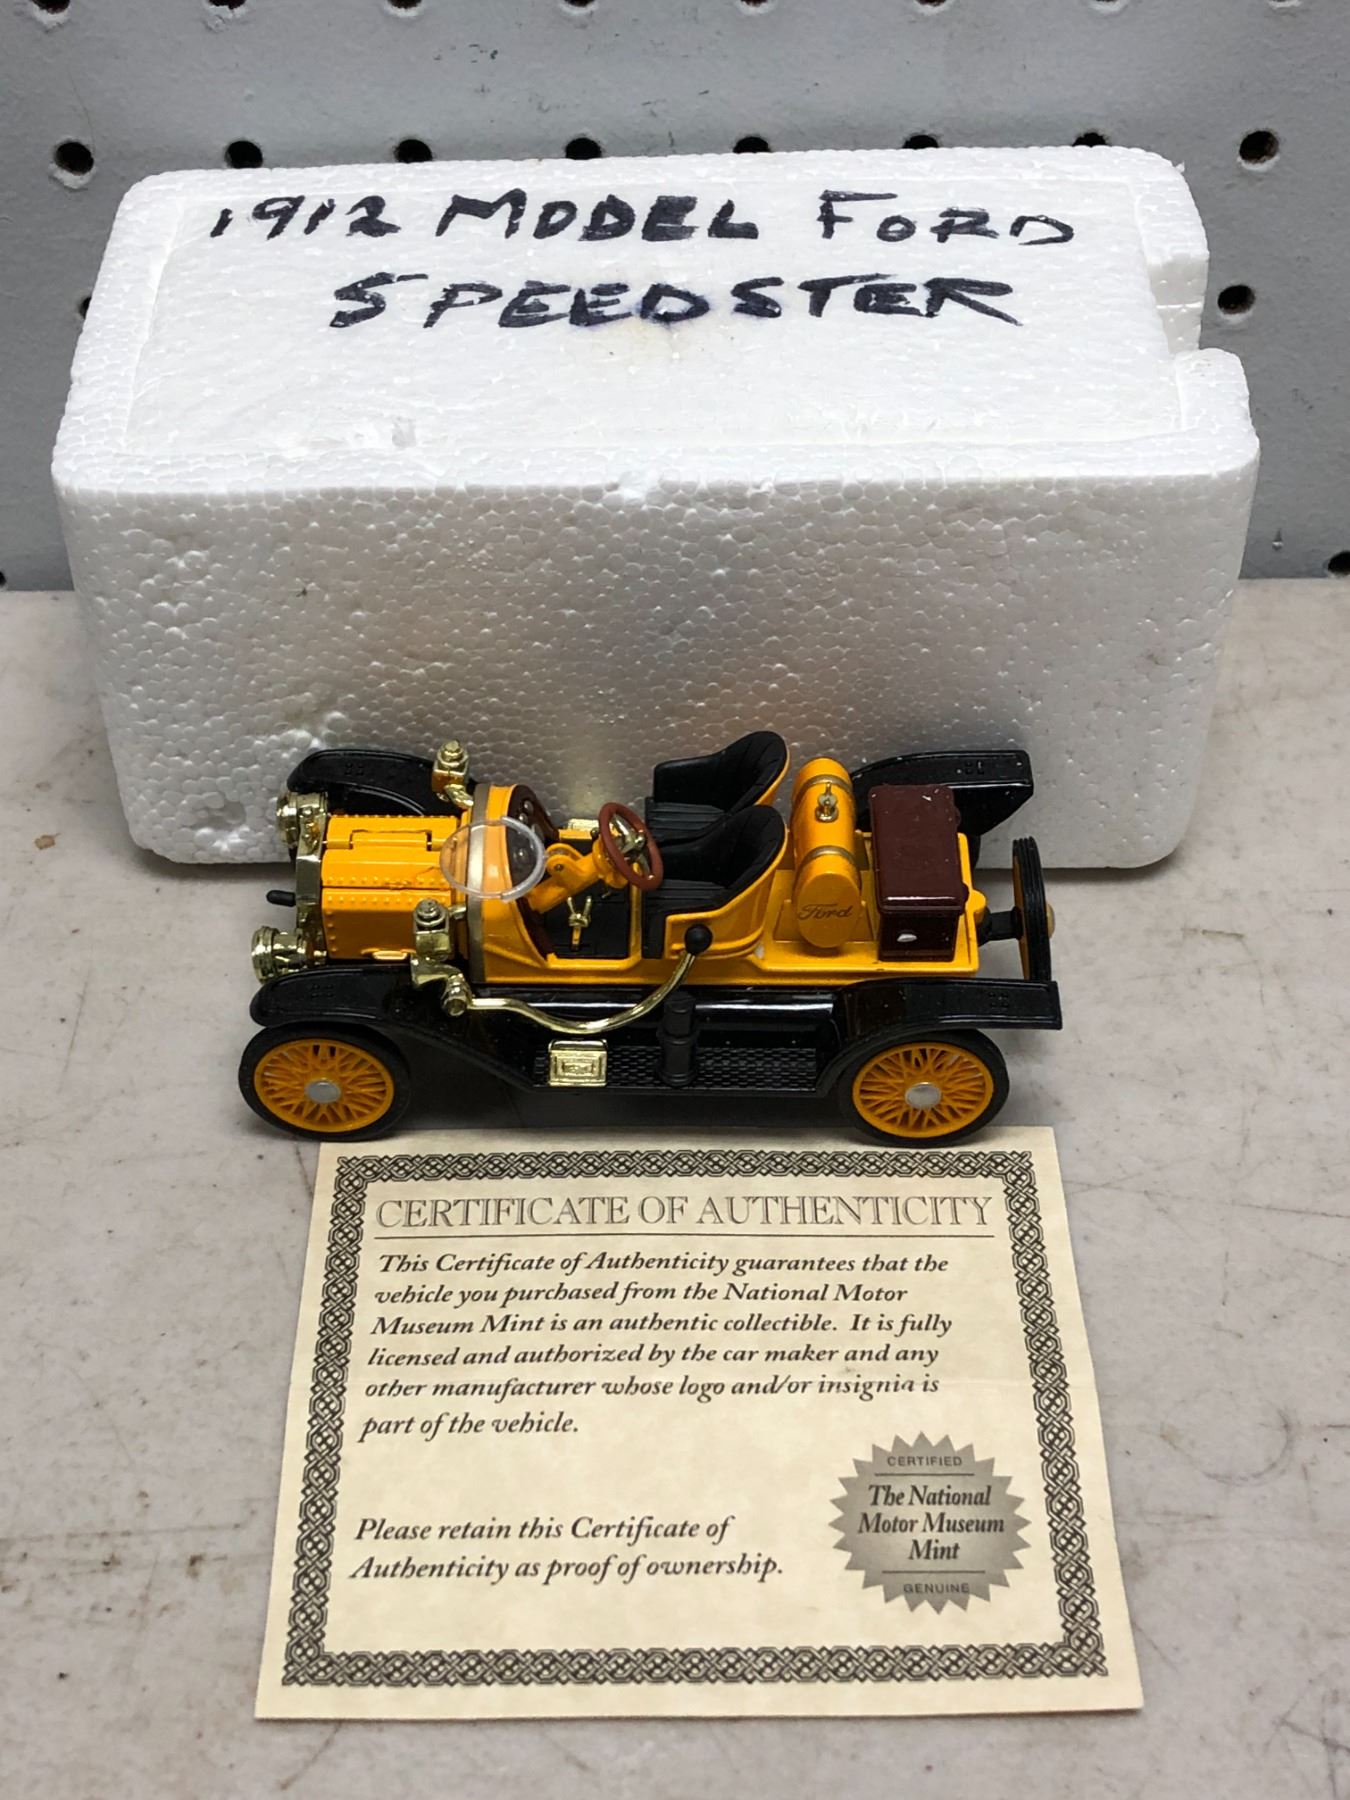 1912 MODEL FORD
SPEEDSTER
Ford
CERTIFICATE OF AUTHENTICITY
This Certificate of Authenticity guarantees that the
vehicle you purchased from the National Motor
Museum Mint is an authentic collectible. It is fully
licensed and authorized by the car maker and any
other manufacturer whose logo and/or insignia is
part of the vehicle.
Please retain this Certificate of
Authenticity as proof of ownership.
CERTIFIED
The National
Motor Museum
Mint
GENUINE